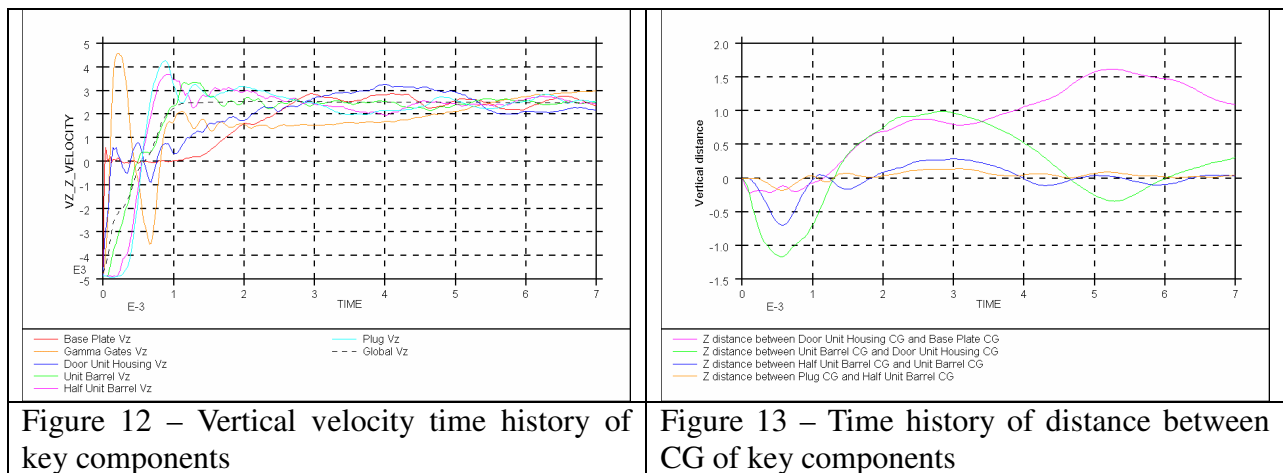 5
4
3
2
1
0
-1
-2
-3
-4
E3
-5
VZ_Z_VELOCITY
0 1 2 3 4 5 6 7
E-3
TIME
Base Plate Vz
Gamma Gates Vz
Door Unit Housing Vz
Unit Barrel Vz
Half Unit Barrel Vz
Plug Vz
Global Vz
2.0
1.5
1.0
0.5
0
-0.5
-1.0
-1.5
Vertical distance
0 1 2 3 4 5 6 7
E-3
TIME
Z distance between Door Unit Housing CG and Base Plate CG
Z distance between Unit Barrel CG and Door Unit Housing CG
Z distance between Half Unit Barrel CG and Unit Barrel CG
Z distance between Plug CG and Half Unit Barrel CG
Figure 12 – Vertical velocity time history of
key components
Figure 13 – Time history of distance between
CG of key components